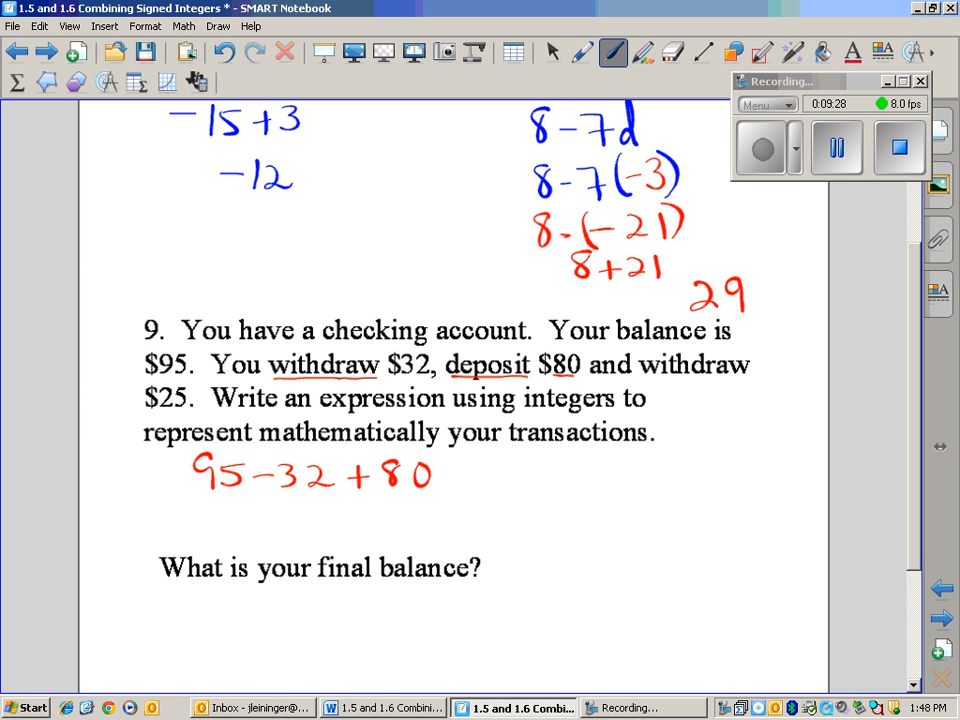 1.5 and 1.6 Combining Signed Integers * - SMART Notebook
File Edit View Insert Format Math Draw Help
Recording...
Menu 00:09:28 8.0 fps
-15+3
-12
8-7d
8-7(-3)
8-(-21)
8+21
29
9. You have a checking account. Your balance is
$95. You withdraw $32, deposit $80 and withdraw
$25. Write an expression using integers to
represent mathematically your transactions.
95-32+80
What is your final balance?
Start Inbox - jleininger@... 1.5 and 1.6 Combini... 1.5 and 1.6 Comb... Recording... 1:48 PM